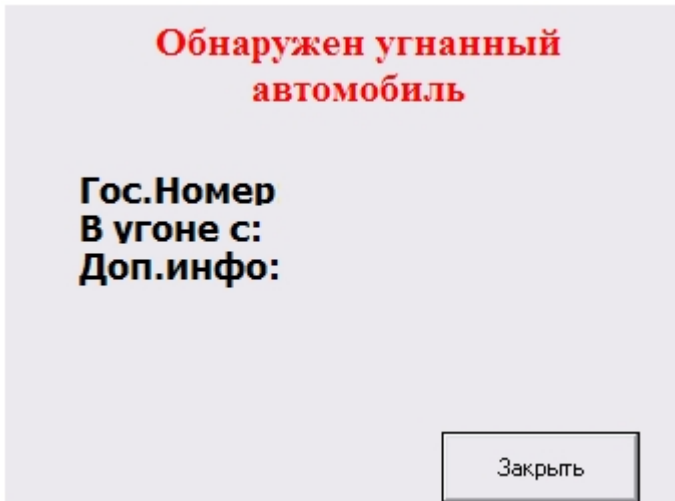 Обнаружен угнанный
автомобиль
Гос.Номер
В угоне с:
Доп.инфо:
Закрыть